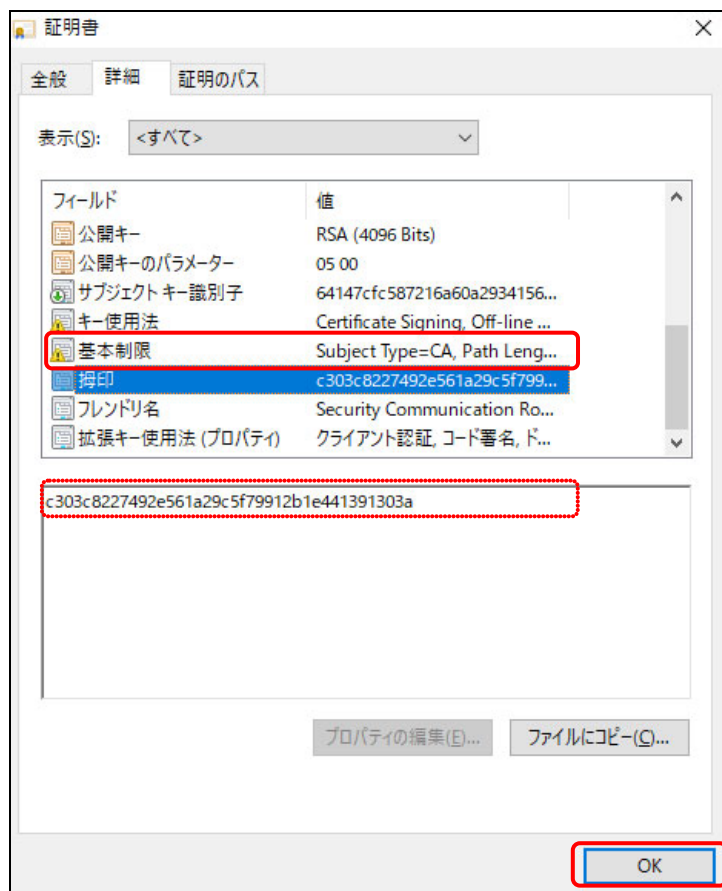 証明書
全般 詳細 証明のパス
表示(S): <すべて>
フィールド 値
公開キー RSA (4096 Bits)
公開キーのパラメーター 05 00
サブジェクト キー識別子 64147cfc587216a60a2934156...
キー使用法 Certificate Signing, Off-line ...
基本制限 Subject Type=CA, Path Leng...
拇印 c303c8227492e561a29c5f799...
フレンドリ名 Security Communication Ro...
拡張キー使用法 (プロパティ) クライアント認証, コード署名, ド...
c303c8227492e561a29c5f79912b1e441391303a
プロパティの編集(E)... ファイルにコピー(C)...
OK